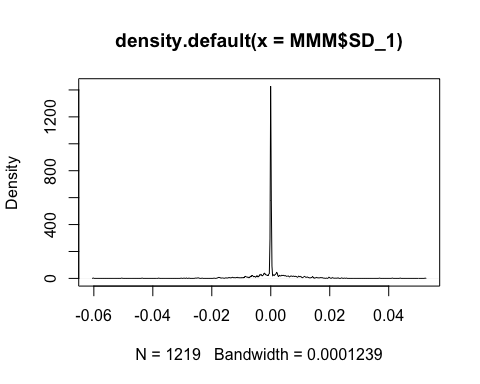 density.default(x = MMM$SD_1)
Density
1200
800
400
0
-0.06 -0.04 -0.02 0.00 0.02 0.04
N = 1219 Bandwidth = 0.0001239